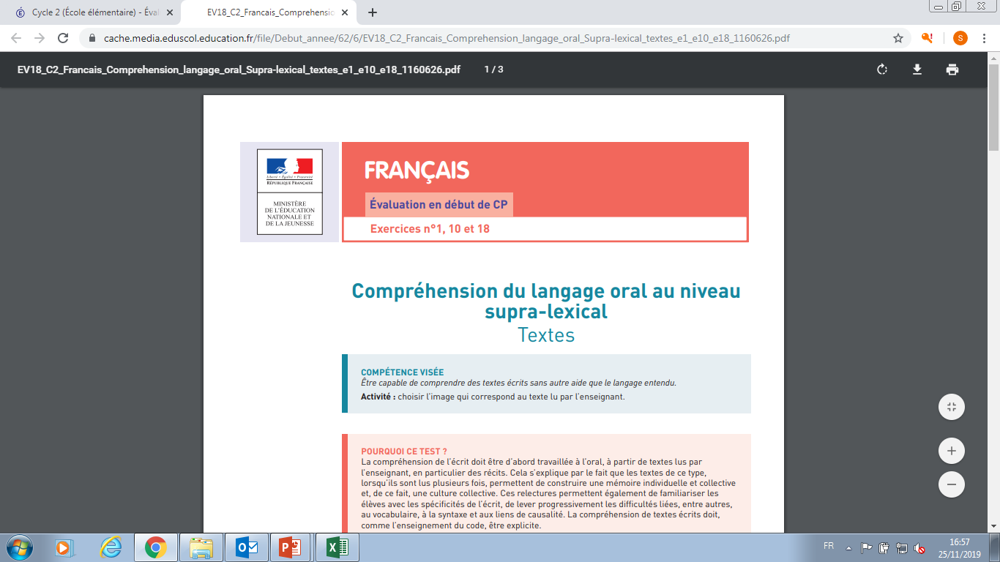 Cycle 2 (École élémentaire) - Éval
EV18_C2_Francais_Comprehensio
cache.media.eduscol.education.fr/file/Debut_annee/62/6/EV18_C2_Francais_Comprehension_langage_oral_Supra-lexical_textes_e1_e10_e18_1160626.pdf
S
EV18_C2_Francais_Comprehension_langage_oral_Supra-lexical_textes_e1_e10_e18_1160626.pdf
1 / 3
Liberté • Égalité • Fraternité
RÉPUBLIQUE FRANÇAISE
MINISTÈRE
DE L'ÉDUCATION
NATIONALE ET
DE LA JEUNESSE
FRANÇAIS
Évaluation en début de CP
Exercices n°1, 10 et 18
Compréhension du langage oral au niveau
supra-lexical
Textes
COMPÉTENCE VISÉE
Être capable de comprendre des textes écrits sans autre aide que le langage entendu.
Activité : choisir l'image qui correspond au texte lu par l'enseignant.
POURQUOI CE TEST ?
La compréhension de l'écrit doit être d'abord travaillée à l'oral, à partir de textes lus par
l'enseignant, en particulier des récits. Cela s'explique par le fait que les textes de ce type,
lorsqu'ils sont lus plusieurs fois, permettent de construire une mémoire individuelle et collective
et, de ce fait, une culture collective. Ces relectures permettent également de familiariser les
élèves avec les spécificités de l'écrit, de lever progressivement les difficultés liées, entre autres,
au vocabulaire, à la syntaxe et aux liens de causalité. La compréhension de textes écrits doit,
comme l'enseignement du code, être explicite.
FR
16:57
25/11/2019